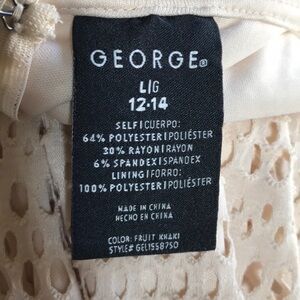 GEORGE®
L|G
12-14
SELF|CUERPO:
64% POLYESTER|POLIÉSTER
30% RAYON|RAYON
6% SPANDEX|SPANDEX
LINING|FORRO:
100% POLYESTER|POLIÉSTER
MADE IN CHINA
HECHO EN CHINA
COLOR: FRUIT KHAKI
STYLE# GEL1558750